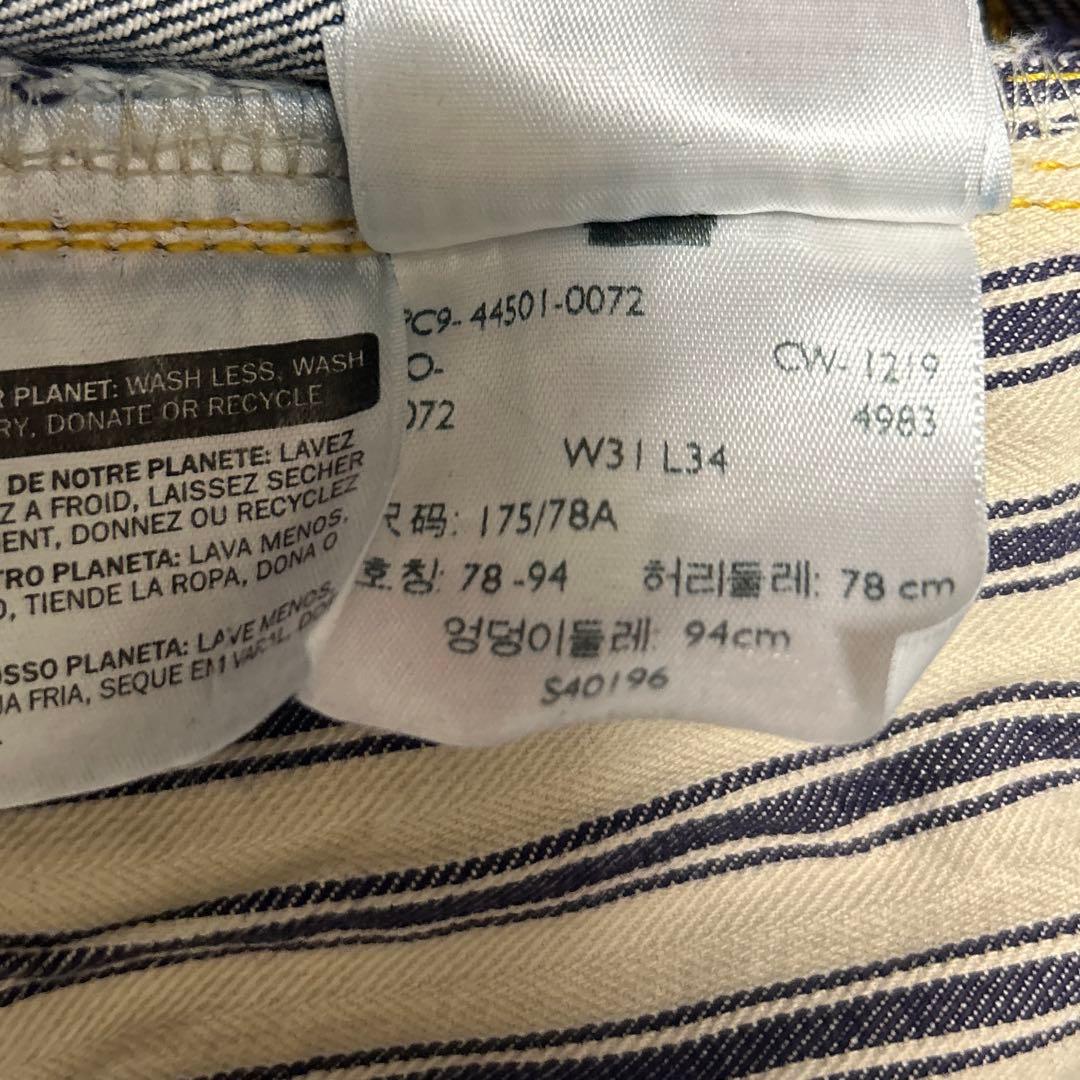 R PLANET: WASH LESS, WASH
RY, DONATE OR RECYCLE
DE NOTRE PLANETE: LAVEZ
Z A FROID, LAISSEZ SECHER
ENT, DONNEZ OU RECYCLEZ
TRO PLANETA: LAVA MENOS,
O, TIENDE LA ROPA, DONA O
OSSO PLANETA: LAVE MENOS,
UA FRIA, SEQUE EM VARAL, DO
PC9-44501-0072
O-
CW-1219
072
4983
W31 L34
尺码: 175/78A
호칭: 78-94 허리둘레: 78 cm
엉덩이둘레: 94cm
S40196